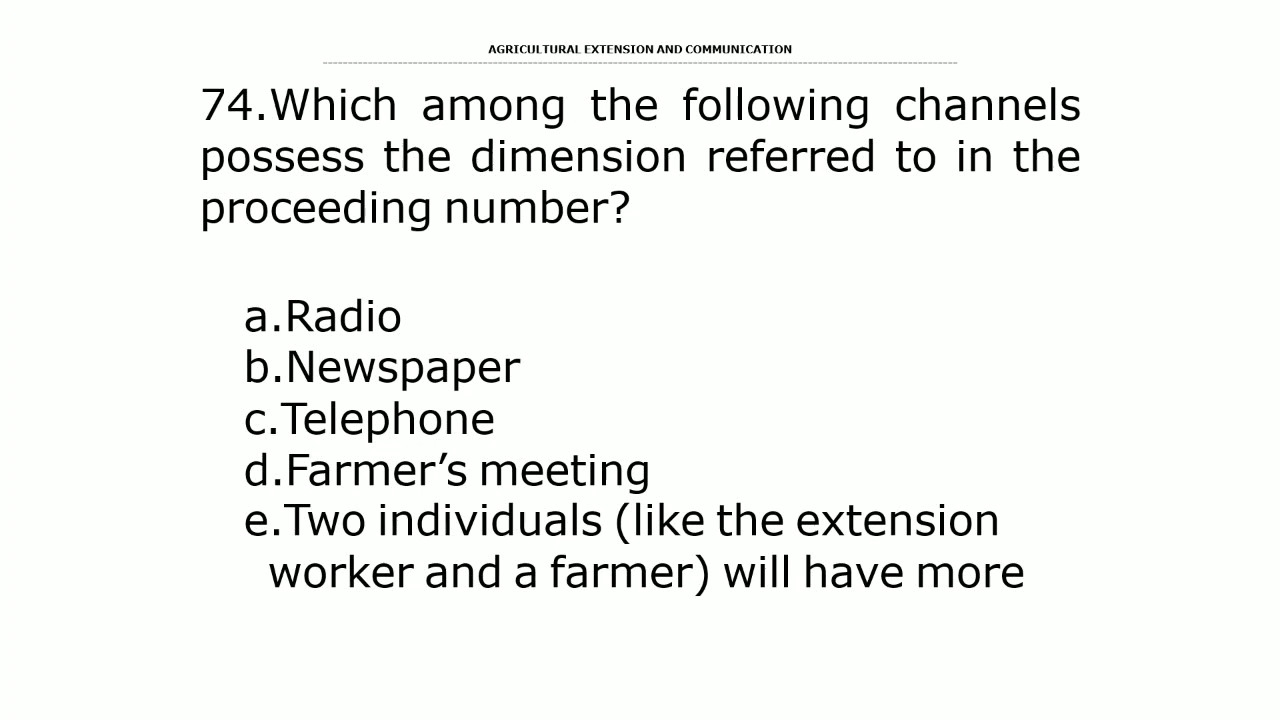 AGRICULTURAL EXTENSION AND COMMUNICATION
74.Which among the following channels
possess the dimension referred to in the
proceeding number?
a.Radio
b.Newspaper
c.Telephone
d.Farmer’s meeting
e.Two individuals (like the extension
worker and a farmer) will have more